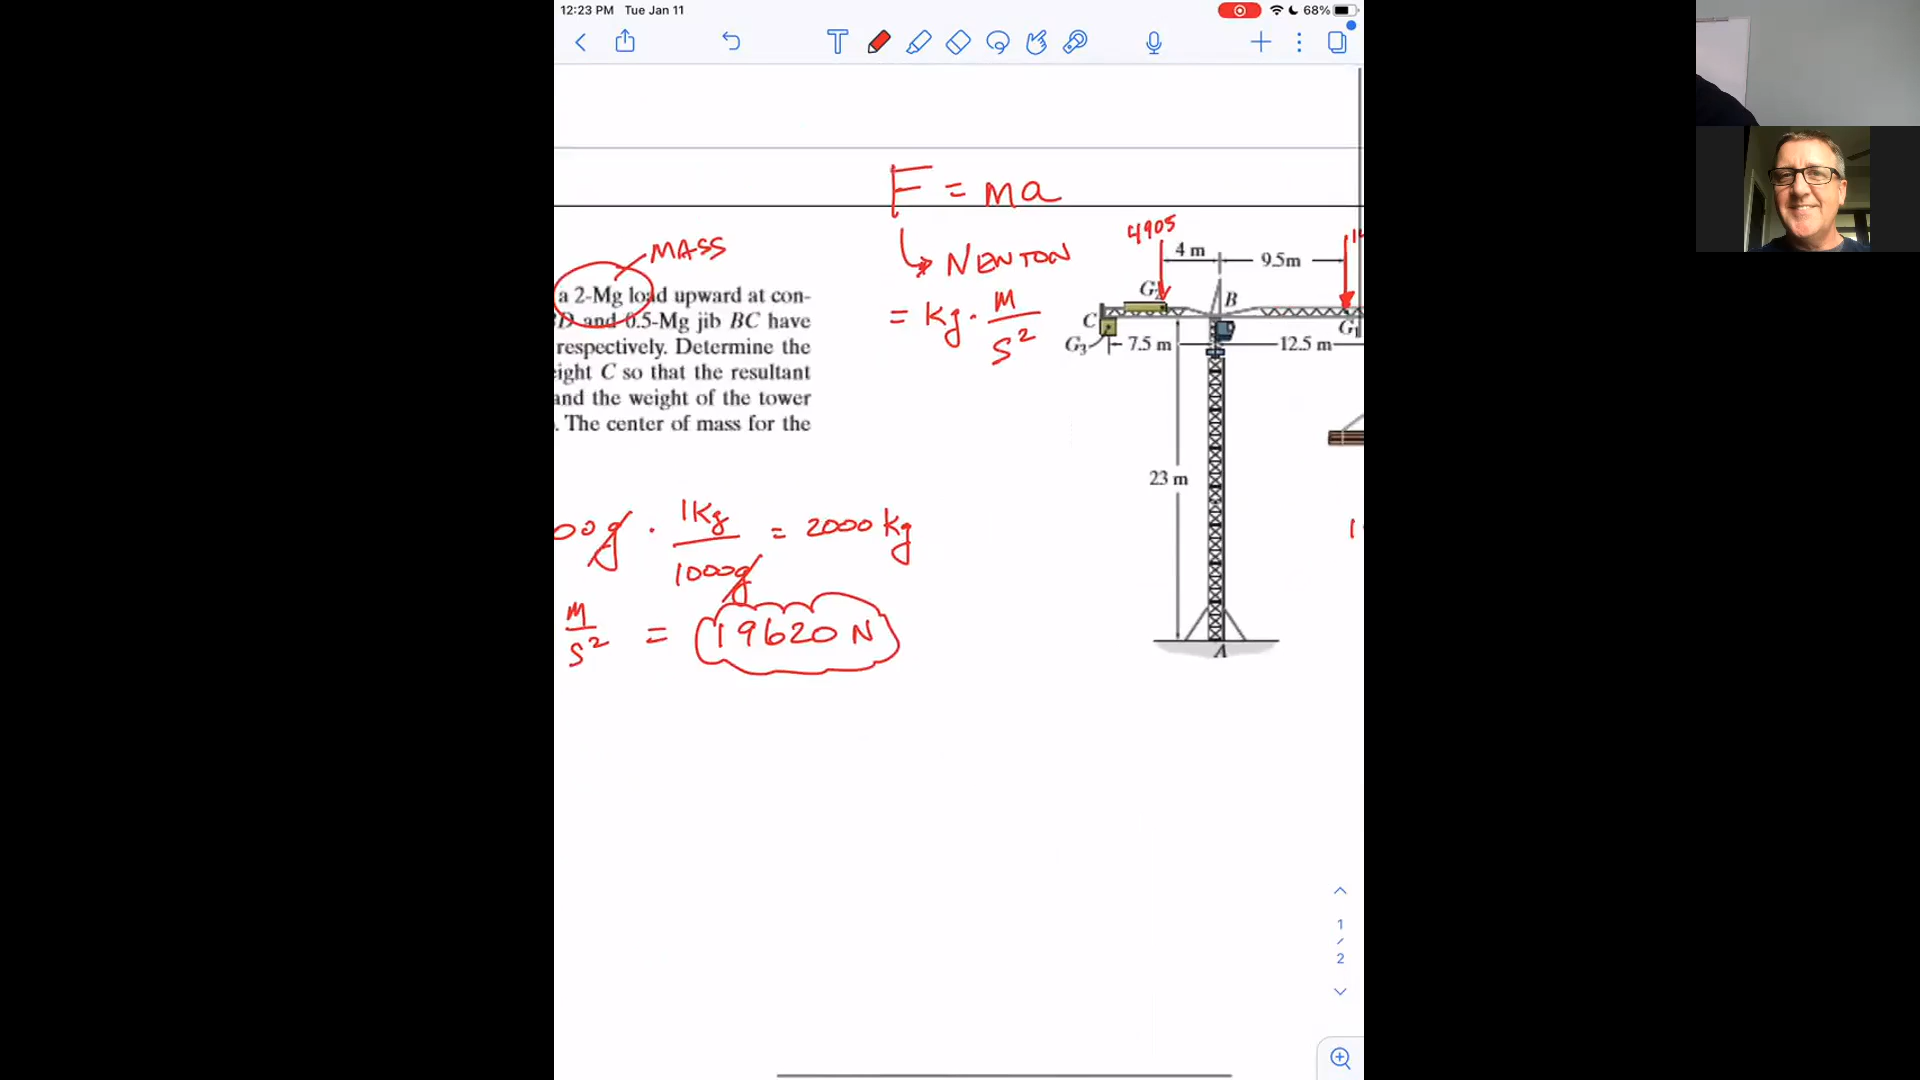 12:23 PM Tue Jan 11
68%
F = ma
NEWTON
= kg · m
s²
MASS
a 2-Mg load upward at con-
D and 0.5-Mg jib BC have
respectively. Determine the
ight C so that the resultant
and the weight of the tower
. The center of mass for the
00g · 1kg = 2000 kg
1000g
m
s² = 19620 N
4905
4 m
9.5m
B
C
G₃
7.5 m
12.5 m
G₁
23 m
A
1
2